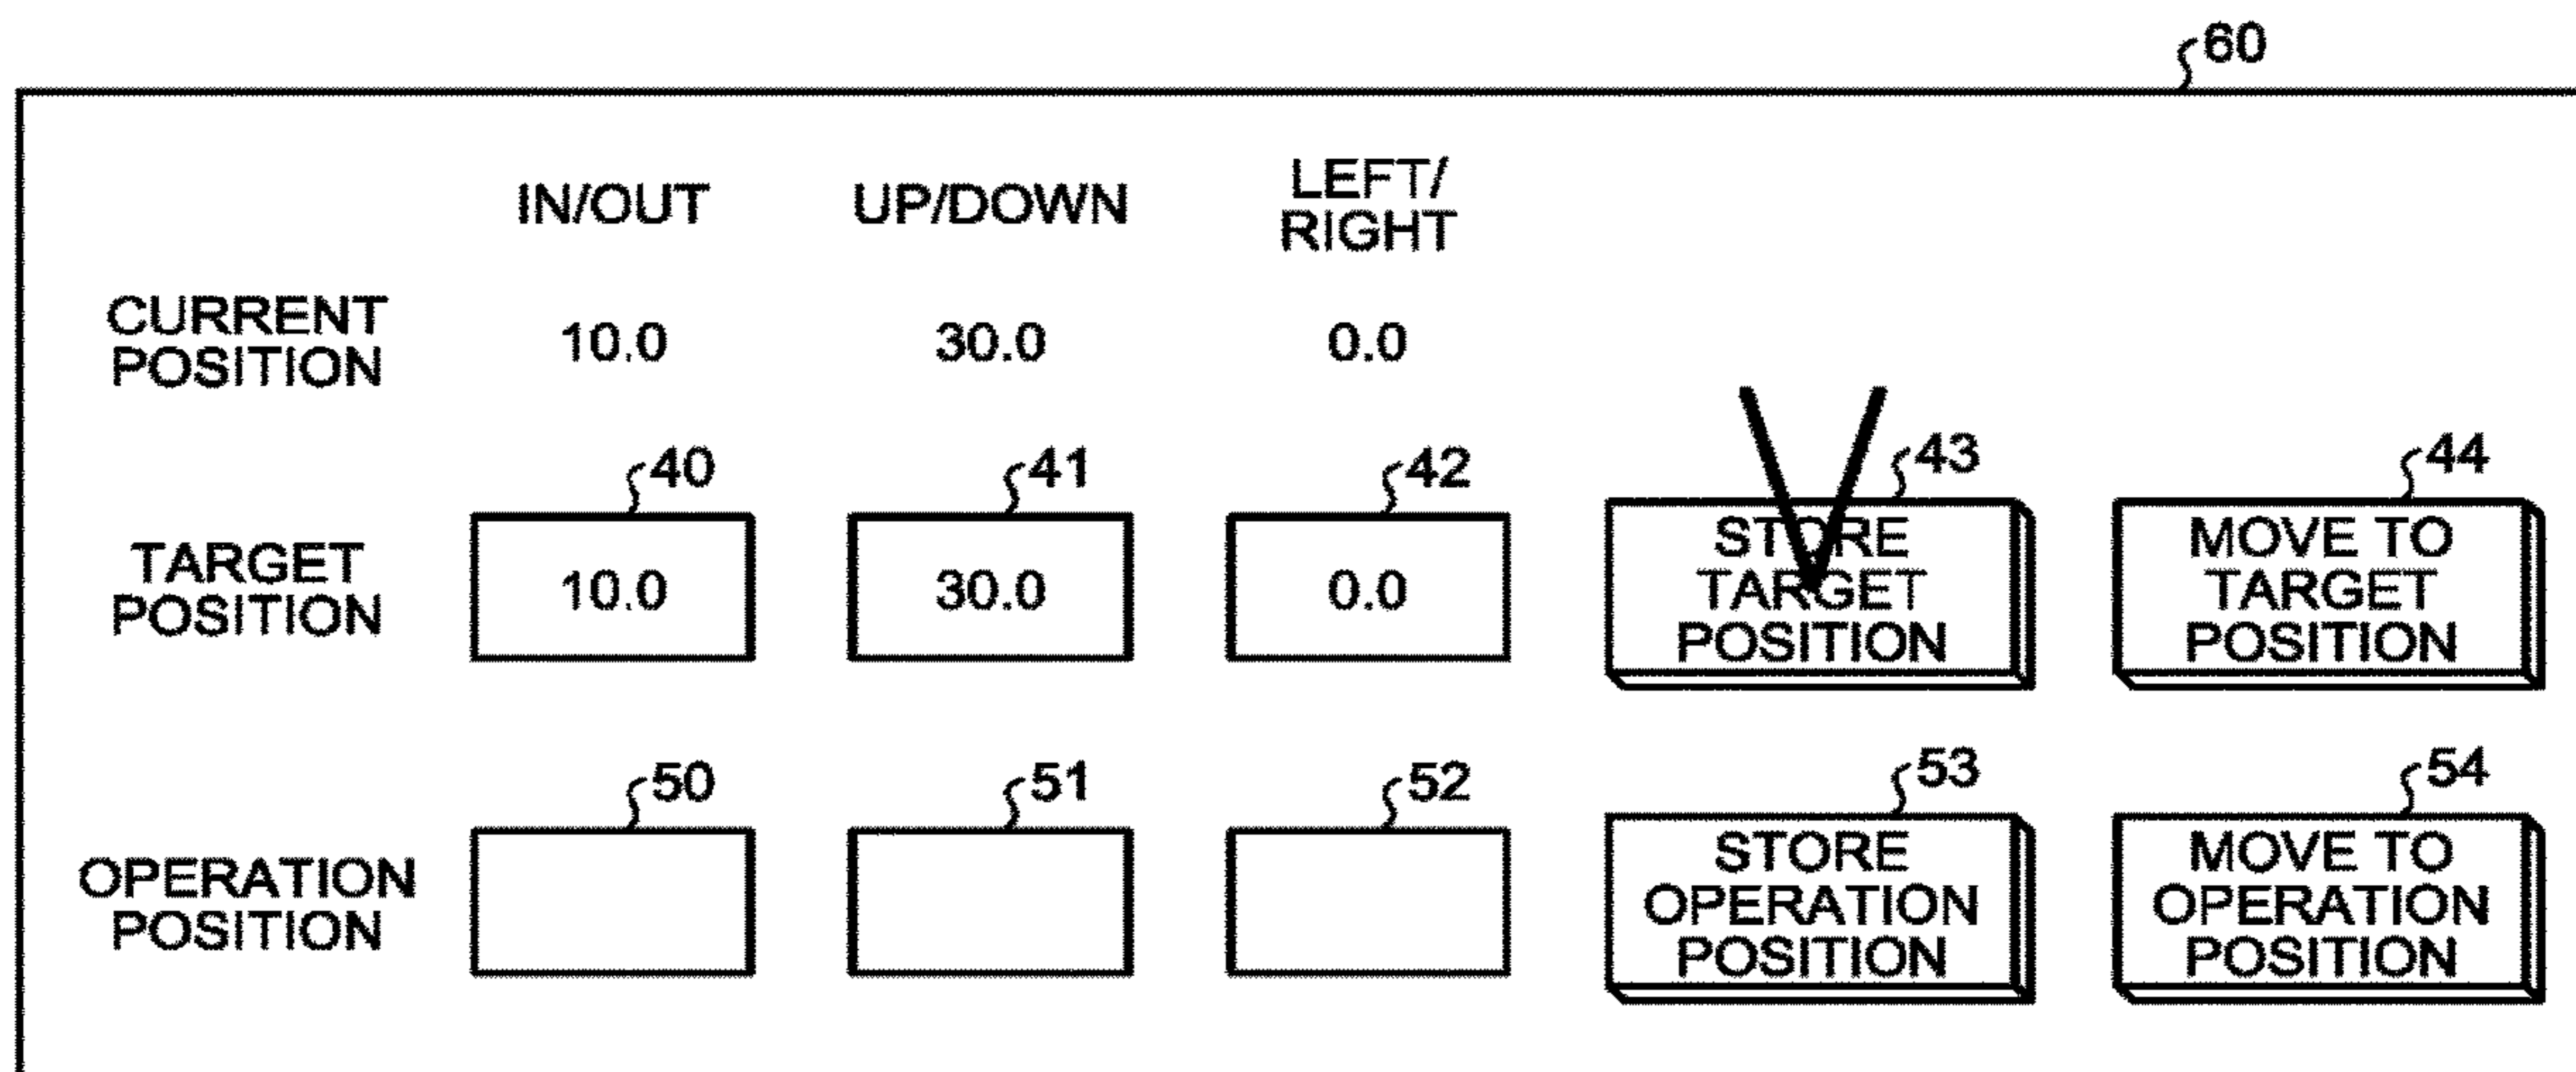 60
IN/OUT UP/DOWN LEFT/
RIGHT
CURRENT
POSITION 10.0 30.0 0.0
40 41 42 43 44
TARGET
POSITION 10.0 30.0 0.0
STORE
TARGET
POSITION
MOVE TO
TARGET
POSITION
50 51 52 53 54
OPERATION
POSITION
STORE
OPERATION
POSITION
MOVE TO
OPERATION
POSITION